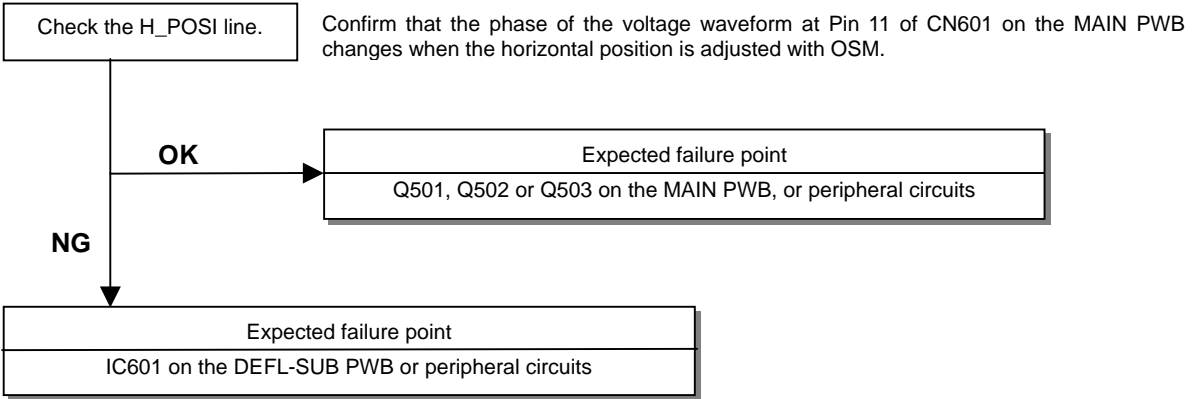 Check the H_POSI line.
Confirm that the phase of the voltage waveform at Pin 11 of CN601 on the MAIN PWB
changes when the horizontal position is adjusted with OSM.
OK
Expected failure point
Q501, Q502 or Q503 on the MAIN PWB, or peripheral circuits
NG
Expected failure point
IC601 on the DEFL-SUB PWB or peripheral circuits